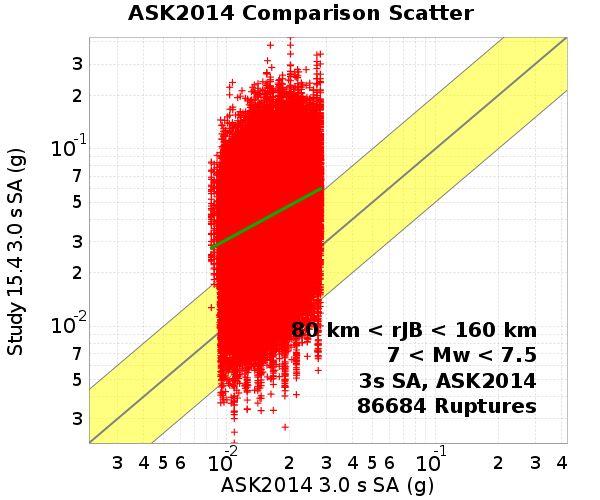 ASK2014 Comparison Scatter
Study 15.4 3.0 s SA (g)
3
2
10-1
7
5
3
2
10-2
7
5
3
80 km < rJB < 160 km
7 < Mw < 7.5
3s SA, ASK2014
86684 Ruptures
3 4 5 6 10-2 2 3 4 5 6 10-1 2 3 4
ASK2014 3.0 s SA (g)